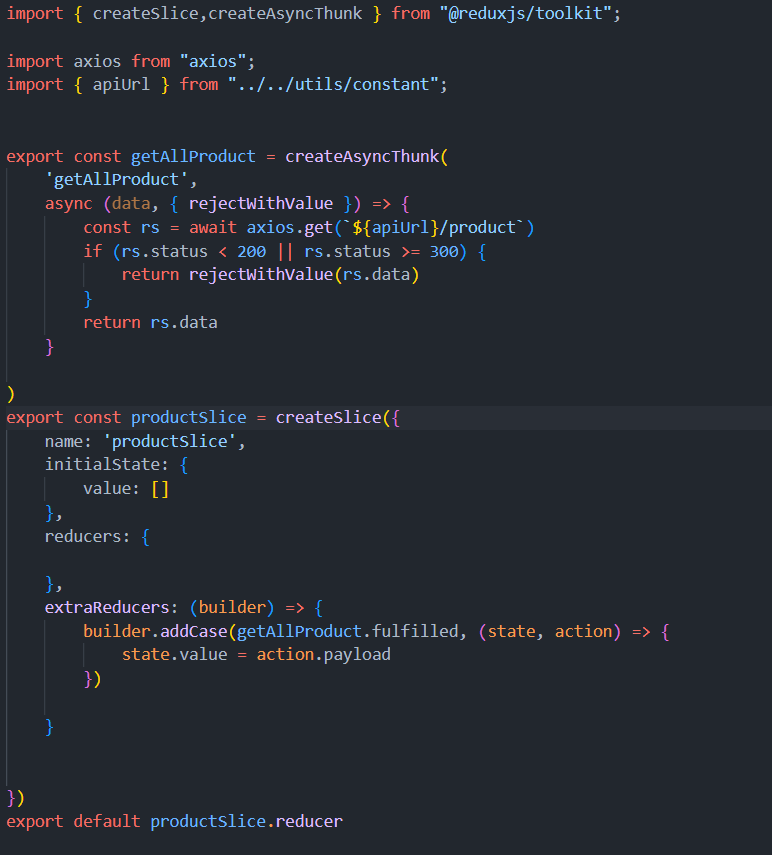 import { createSlice,createAsyncThunk } from "@reduxjs/toolkit";
import axios from "axios";
import { apiUrl } from "../../utils/constant";
export const getAllProduct = createAsyncThunk(
'getAllProduct',
async (data, { rejectWithValue }) => {
const rs = await axios.get(`${apiUrl}/product`)
if (rs.status < 200 || rs.status >= 300) {
return rejectWithValue(rs.data)
}
return rs.data
}
)
export const productSlice = createSlice({
name: 'productSlice',
initialState: {
value: []
},
reducers: {
},
extraReducers: (builder) => {
builder.addCase(getAllProduct.fulfilled, (state, action) => {
state.value = action.payload
})
}
})
export default productSlice.reducer